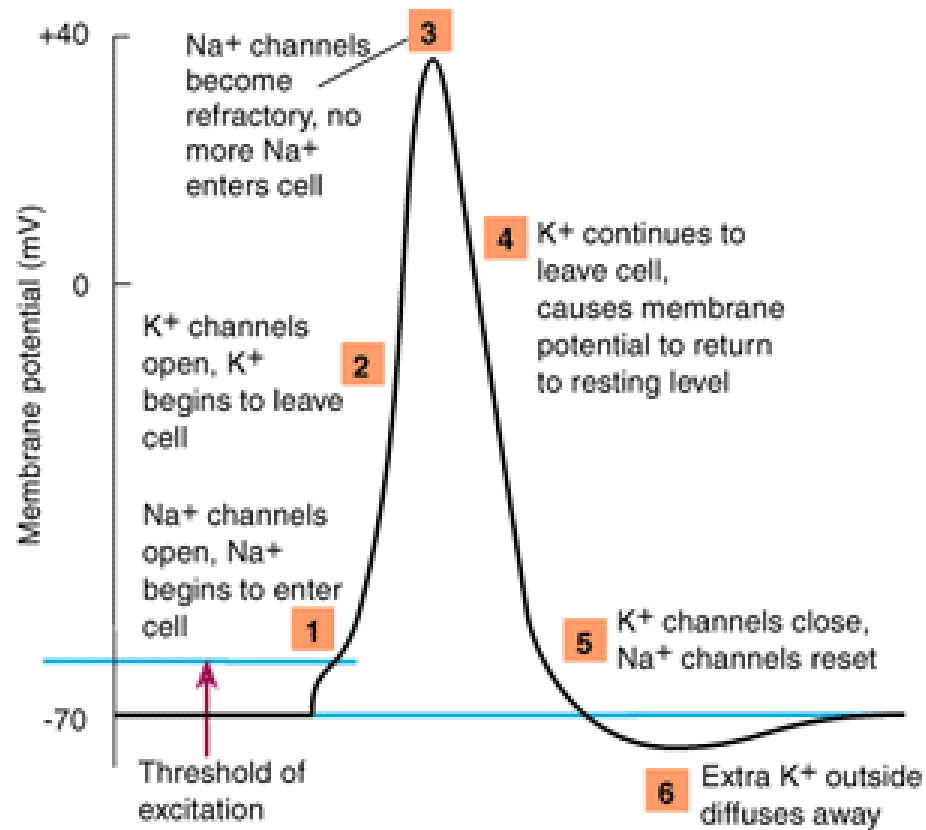 +40
Na+ channels
become
refractory, no
more Na+
enters cell
3
Membrane potential (mV)
0
4
K+ continues to
leave cell,
causes membrane
potential to return
to resting level
K+ channels
open, K+
begins to leave
cell
2
Na+ channels
open, Na+
begins to enter
cell
1
5
K+ channels close,
Na+ channels reset
-70
Threshold of
excitation
6
Extra K+ outside
diffuses away